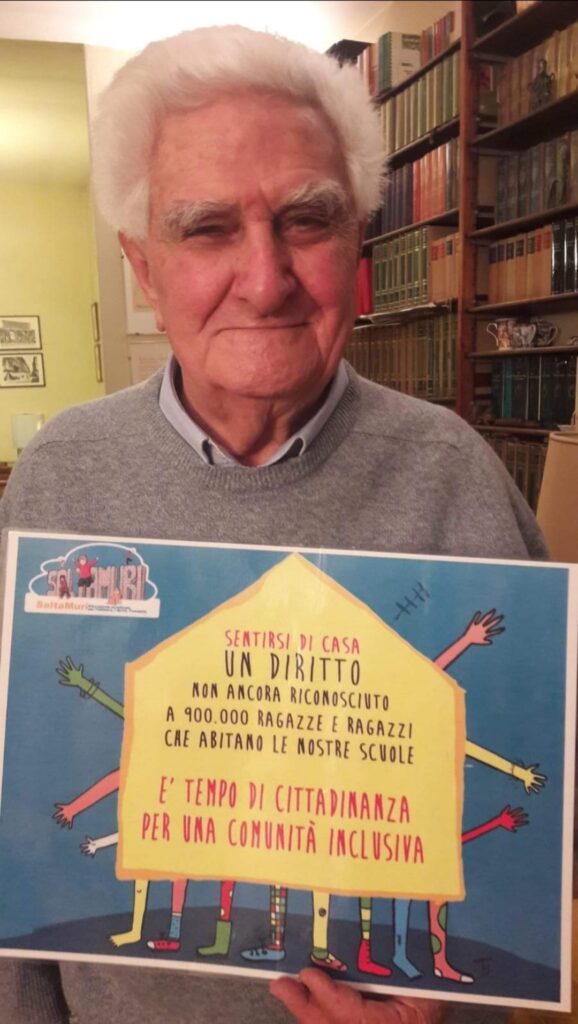 SALTAMURI
SaltaMuri
SENTIRSI DI CASA
UN DIRITTO
NON ANCORA RICONOSCIUTO
A 900.000 RAGAZZE E RAGAZZI
CHE ABITANO LE NOSTRE SCUOLE
E' TEMPO DI CITTADINANZA
PER UNA COMUNITÀ INCLUSIVA